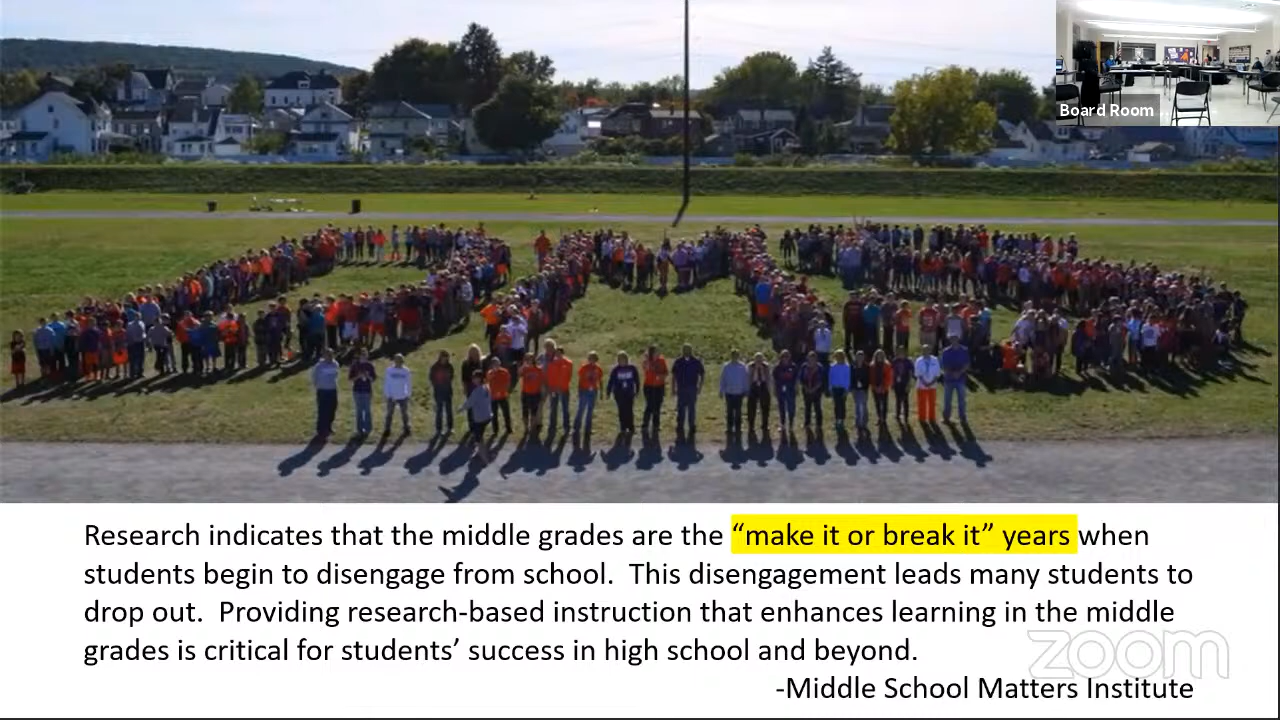 Board Room ...
Research indicates that the middle grades are the “make it or break it” years when
students begin to disengage from school.  This disengagement leads many students to
drop out.  Providing research-based instruction that enhances learning in the middle
grades is critical for students’ success in high school and beyond.
zoom
-Middle School Matters Institute